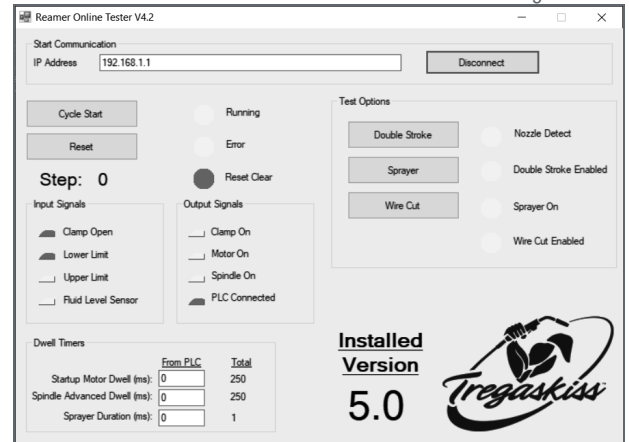 Reamer Online Tester V4.2
Start Communication
IP Address 192.168.1.1 Disconnect
Cycle Start
Running
Reset
Error
Step: 0
Reset Clear
Test Options
Double Stroke
Nozzle Detect
Sprayer
Double Stroke Enabled
Wire Cut
Sprayer On
Wire Cut Enabled
Input Signals
Clamp Open
Lower Limit
Upper Limit
Fluid Level Sensor
Output Signals
Clamp On
Motor On
Spindle On
PLC Connected
Dwell Timers
From PLC Total
Startup Motor Dwell (ms): 0 250
Spindle Advanced Dwell (ms): 0 250
Sprayer Duration (ms): 0 1
Installed
Version
5.0
Tregaskiss